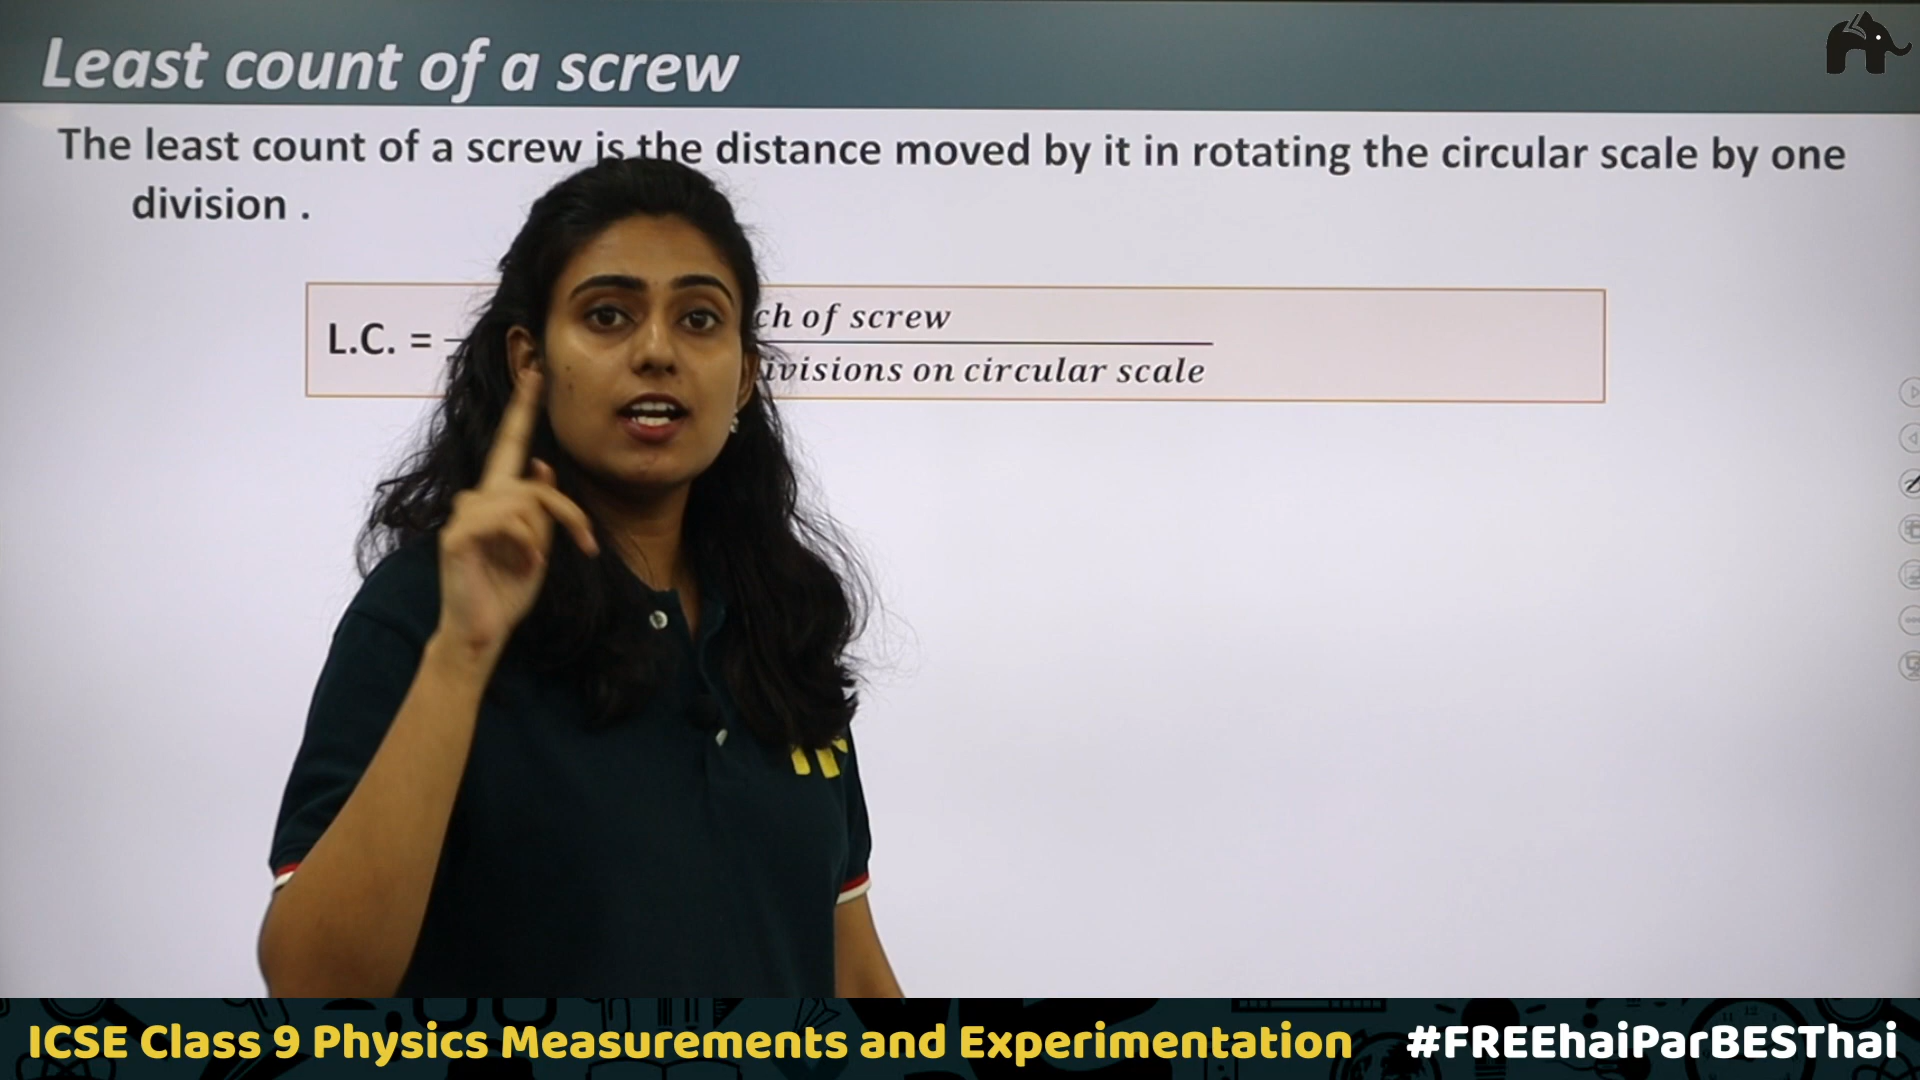 Least count of a screw
The least count of a screw is the distance moved by it in rotating the circular scale by one
division .
ch of screw
L.C. =
ivisions on circular scale
ICSE Class 9 Physics Measurements and Experimentation #FREEhaiParBESThai